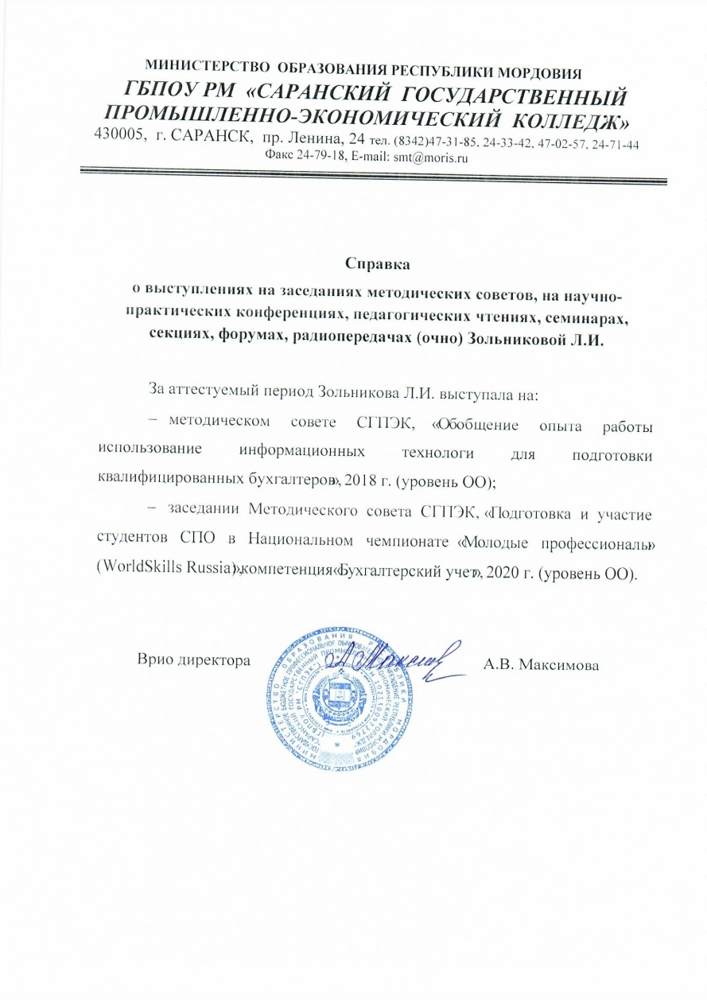 МИНИСТЕРСТВО ОБРАЗОВАНИЯ РЕСПУБЛИКИ МОРДОВИЯ
ГБПОУ РМ «САРАНСКИЙ ГОСУДАРСТВЕННЫЙ
ПРОМЫШЛЕННО-ЭКОНОМИЧЕСКИЙ КОЛЛЕДЖ»
430005, г. САРАНСК, пр. Ленина, 24 тел. (8342)47-31-85, 24-33-42, 47-02-57, 24-71-44
Факс 24-79-18, E-mail: smt@moris.ru
Справка
о выступлениях на заседаниях методических советов, на научно-
практических конференциях, педагогических чтениях, семинарах,
секциях, форумах, радиопередачах (очно) Зольниковой Л.И.
За аттестуемый период Зольникова Л.И. выступала на:
– методическом совете СГПЭК, «Обобщение опыта работы
использование информационных технологи для подготовки
квалифицированных бухгалтеров», 2018 г. (уровень ОО);
– заседании Методического совета СГПЭК, «Подготовка и участие
студентов СПО в Национальном чемпионате «Молодые профессионалы»
(WorldSkills Russia)», компетенция «Бухгалтерский учет», 2020 г. (уровень ОО).
Врио директора
А.В. Максимова
МИНИСТЕРСТВО ОБРАЗОВАНИЯ РЕСПУБЛИКИ МОРДОВИЯ